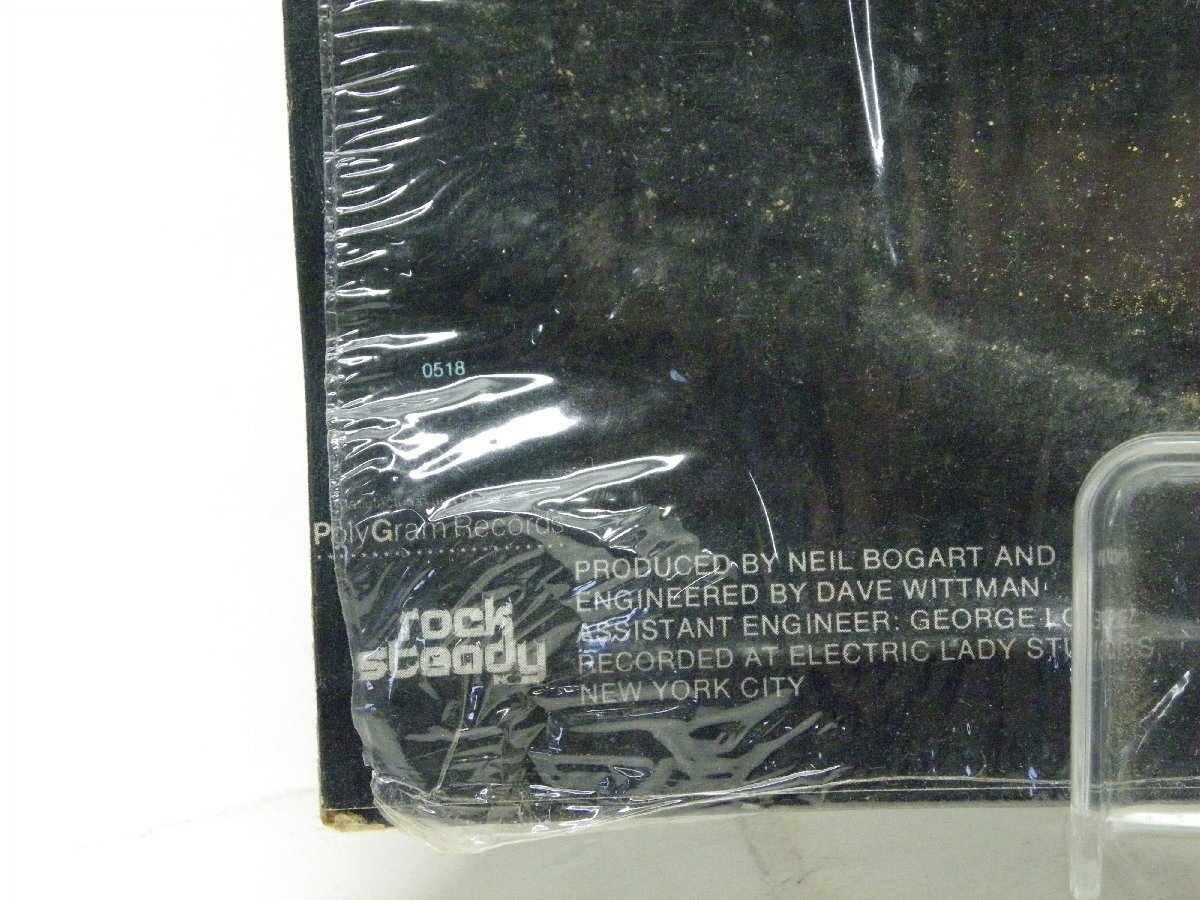 0518
PolyGram Records
rock
steady
PRODUCED BY NEIL BOGART AND
ENGINEERED BY DAVE WITTMAN
ASSISTANT ENGINEER: GEORGE
RECORDED AT ELECTRIC LADY STUDIOS
NEW YORK CITY